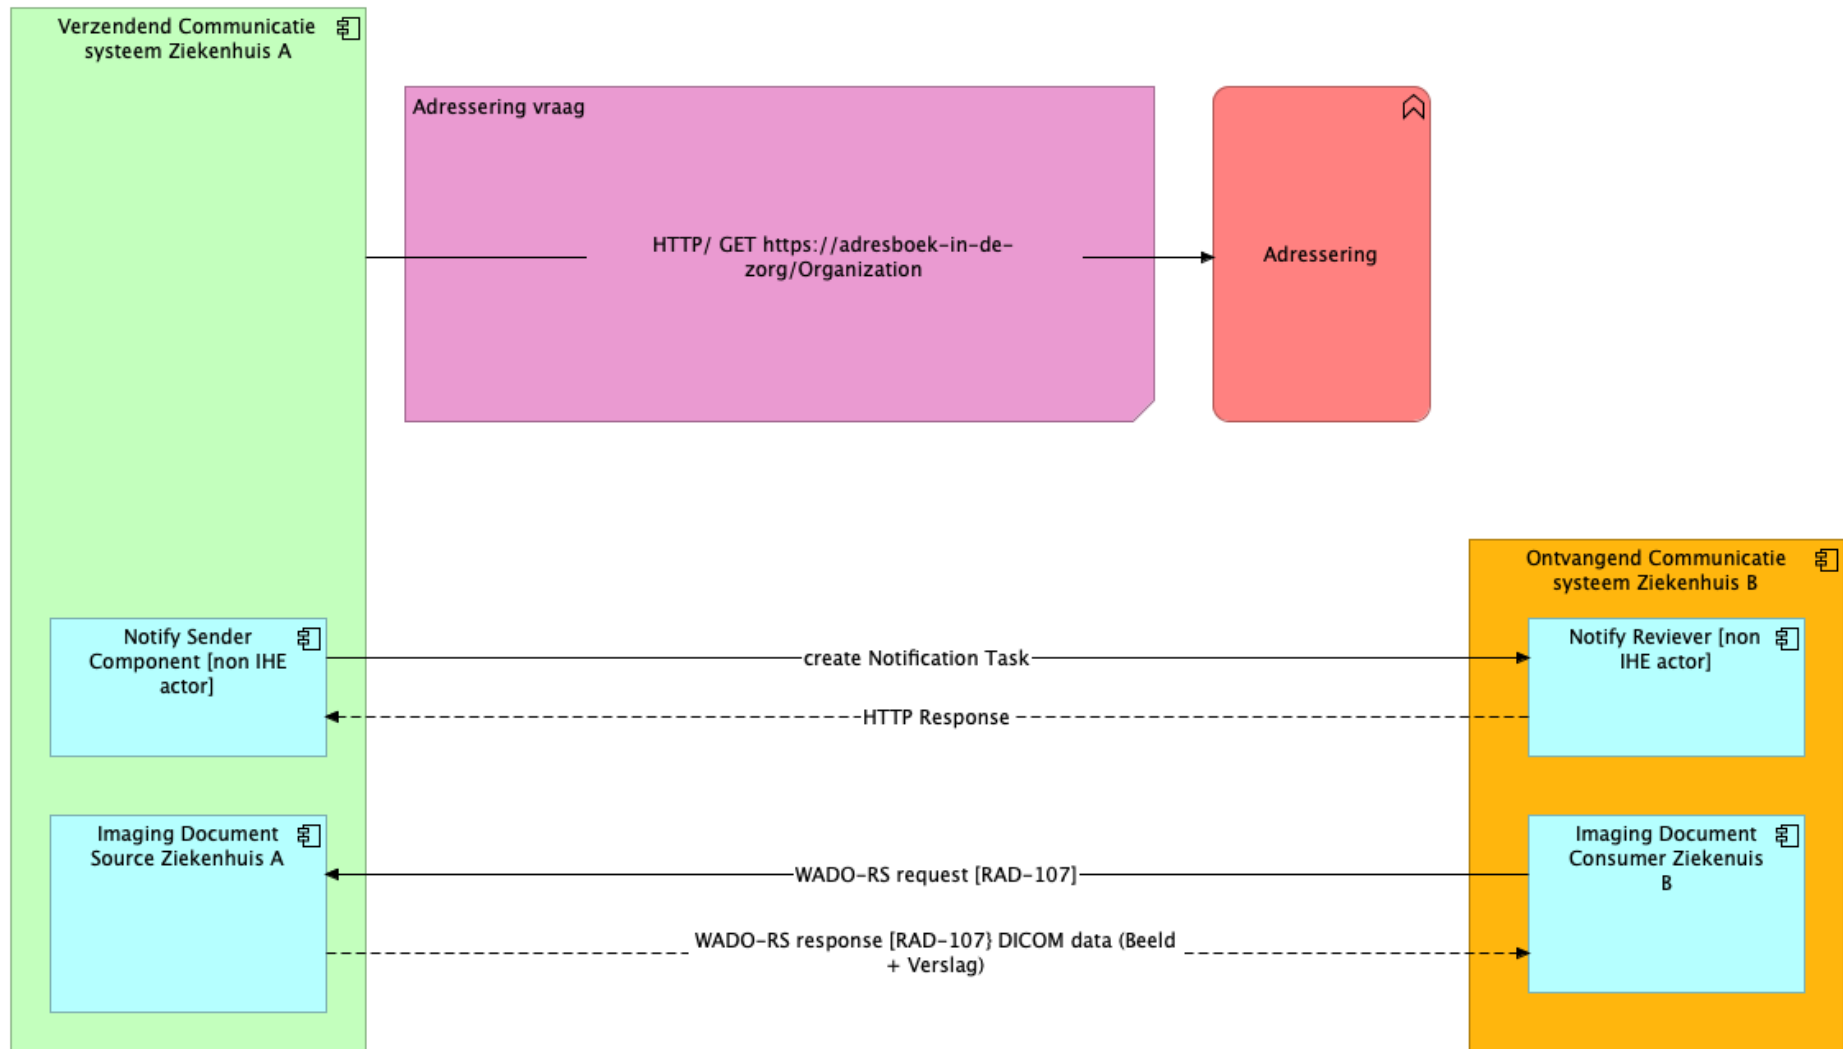 Verzendend Communicatie
systeem Ziekenhuis A
Adressering vraag
HTTP/ GET https://adresboek-in-de-
zorg/Organization
Adressering
Ontvangend Communicatie
systeem Ziekenhuis B
Notify Sender
Component [non IHE
actor]
create Notification Task
HTTP Response
Notify Reviever [non
IHE actor]
Imaging Document
Source Ziekenhuis A
WADO-RS request [RAD-107]
WADO-RS response [RAD-107} DICOM data (Beeld
+ Verslag)
Imaging Document
Consumer Ziekenuis
B